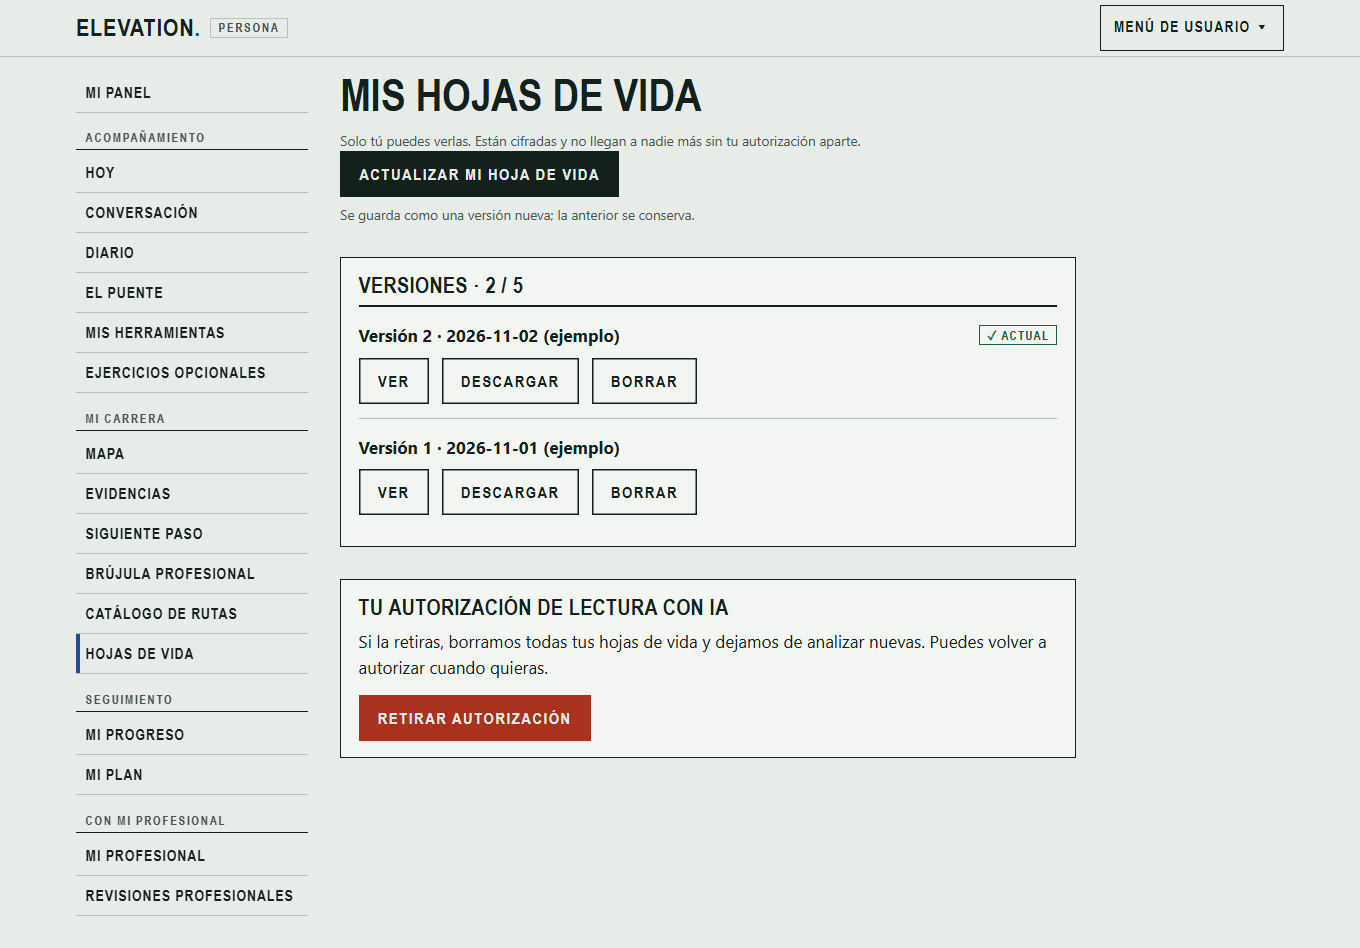 ELEVATION. PERSONA
MENÚ DE USUARIO
MI PANEL
ACOMPAÑAMIENTO
HOY
CONVERSACIÓN
DIARIO
EL PUENTE
MIS HERRAMIENTAS
EJERCICIOS OPCIONALES
MI CARRERA
MAPA
EVIDENCIAS
SIGUIENTE PASO
BRÚJULA PROFESIONAL
CATÁLOGO DE RUTAS
HOJAS DE VIDA
SEGUIMIENTO
MI PROGRESO
MI PLAN
CON MI PROFESIONAL
MI PROFESIONAL
REVISIONES PROFESIONALES
MIS HOJAS DE VIDA
Solo tú puedes verlas. Están cifradas y no llegan a nadie más sin tu autorización aparte.
ACTUALIZAR MI HOJA DE VIDA
Se guarda como una versión nueva; la anterior se conserva.
VERSIONES · 2 / 5
Versión 2 · 2026-11-02 (ejemplo)
✓ ACTUAL
VER DESCARGAR BORRAR
Versión 1 · 2026-11-01 (ejemplo)
VER DESCARGAR BORRAR
TU AUTORIZACIÓN DE LECTURA CON IA
Si la retiras, borramos todas tus hojas de vida y dejamos de analizar nuevas. Puedes volver a
autorizar cuando quieras.
RETIRAR AUTORIZACIÓN